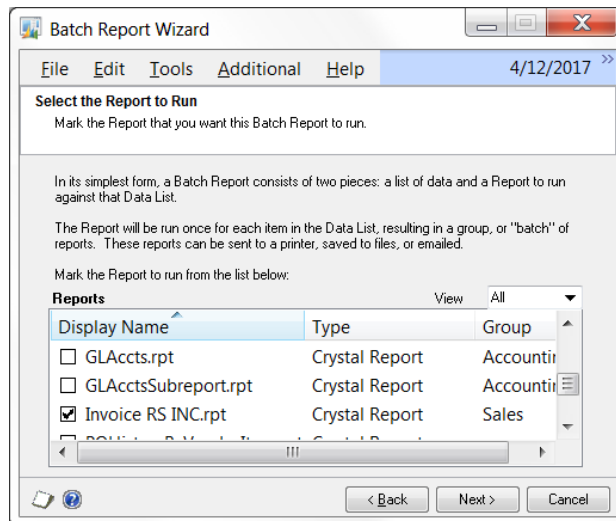 Batch Report Wizard
File Edit Tools Additional Help 4/12/2017 »
Select the Report to Run
Mark the Report that you want this Batch Report to run.
In its simplest form, a Batch Report consists of two pieces: a list of data and a Report to run
against that Data List.
The Report will be run once for each item in the Data List, resulting in a group, or "batch" of
reports. These reports can be sent to a printer, saved to files, or emailed.
Mark the Report to run from the list below:
Reports View All
Display Name Type Group
GLAccts.rpt Crystal Report Accountin
GLAcctsSubreport.rpt Crystal Report Accountin
Invoice RS INC.rpt Crystal Report Sales
< Back Next > Cancel